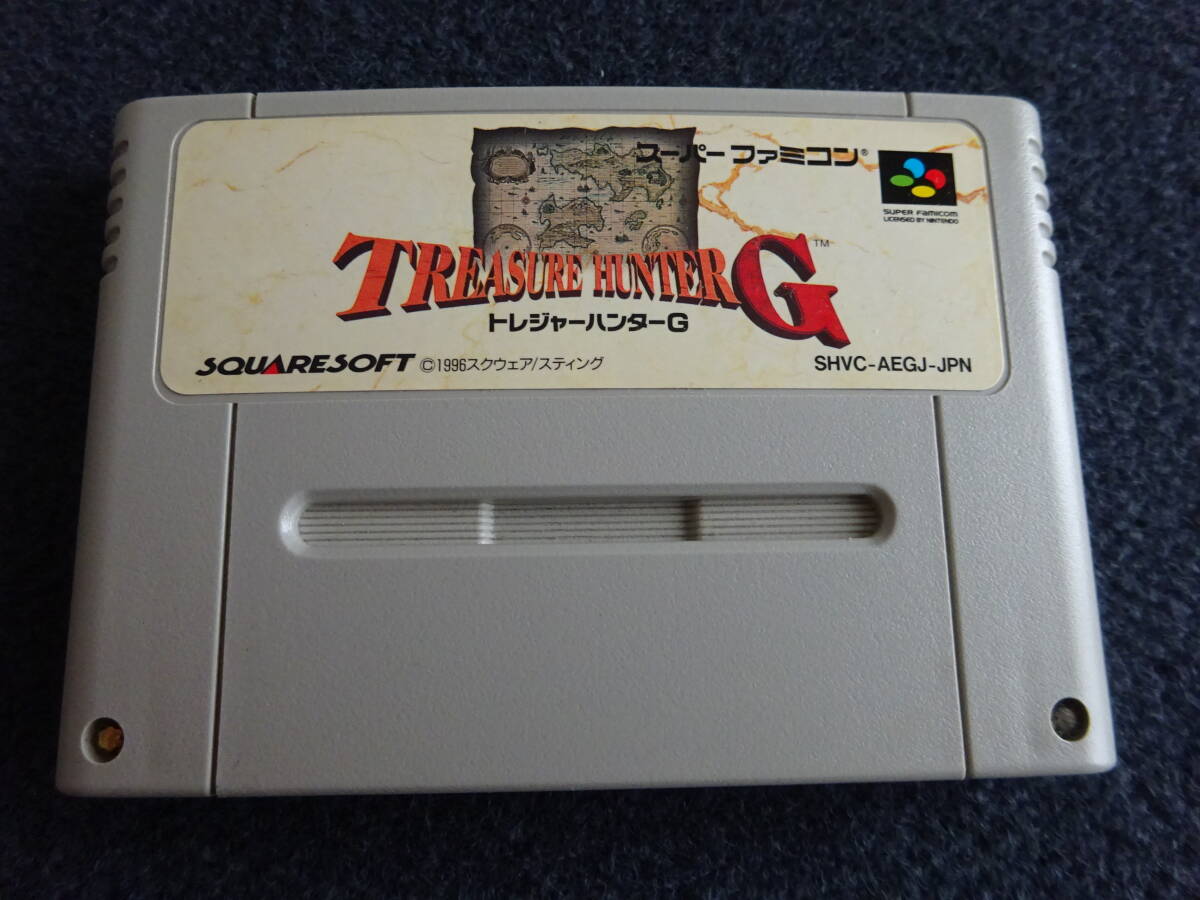 スーパーファミコン®
SUPER FAMICOM
LICENSED BY NINTENDO
TREASURE HUNTER G™
トレジャーハンターG
SQUARESOFT ©1996スクウェア/スティング
SHVC-AEGJ-JPN